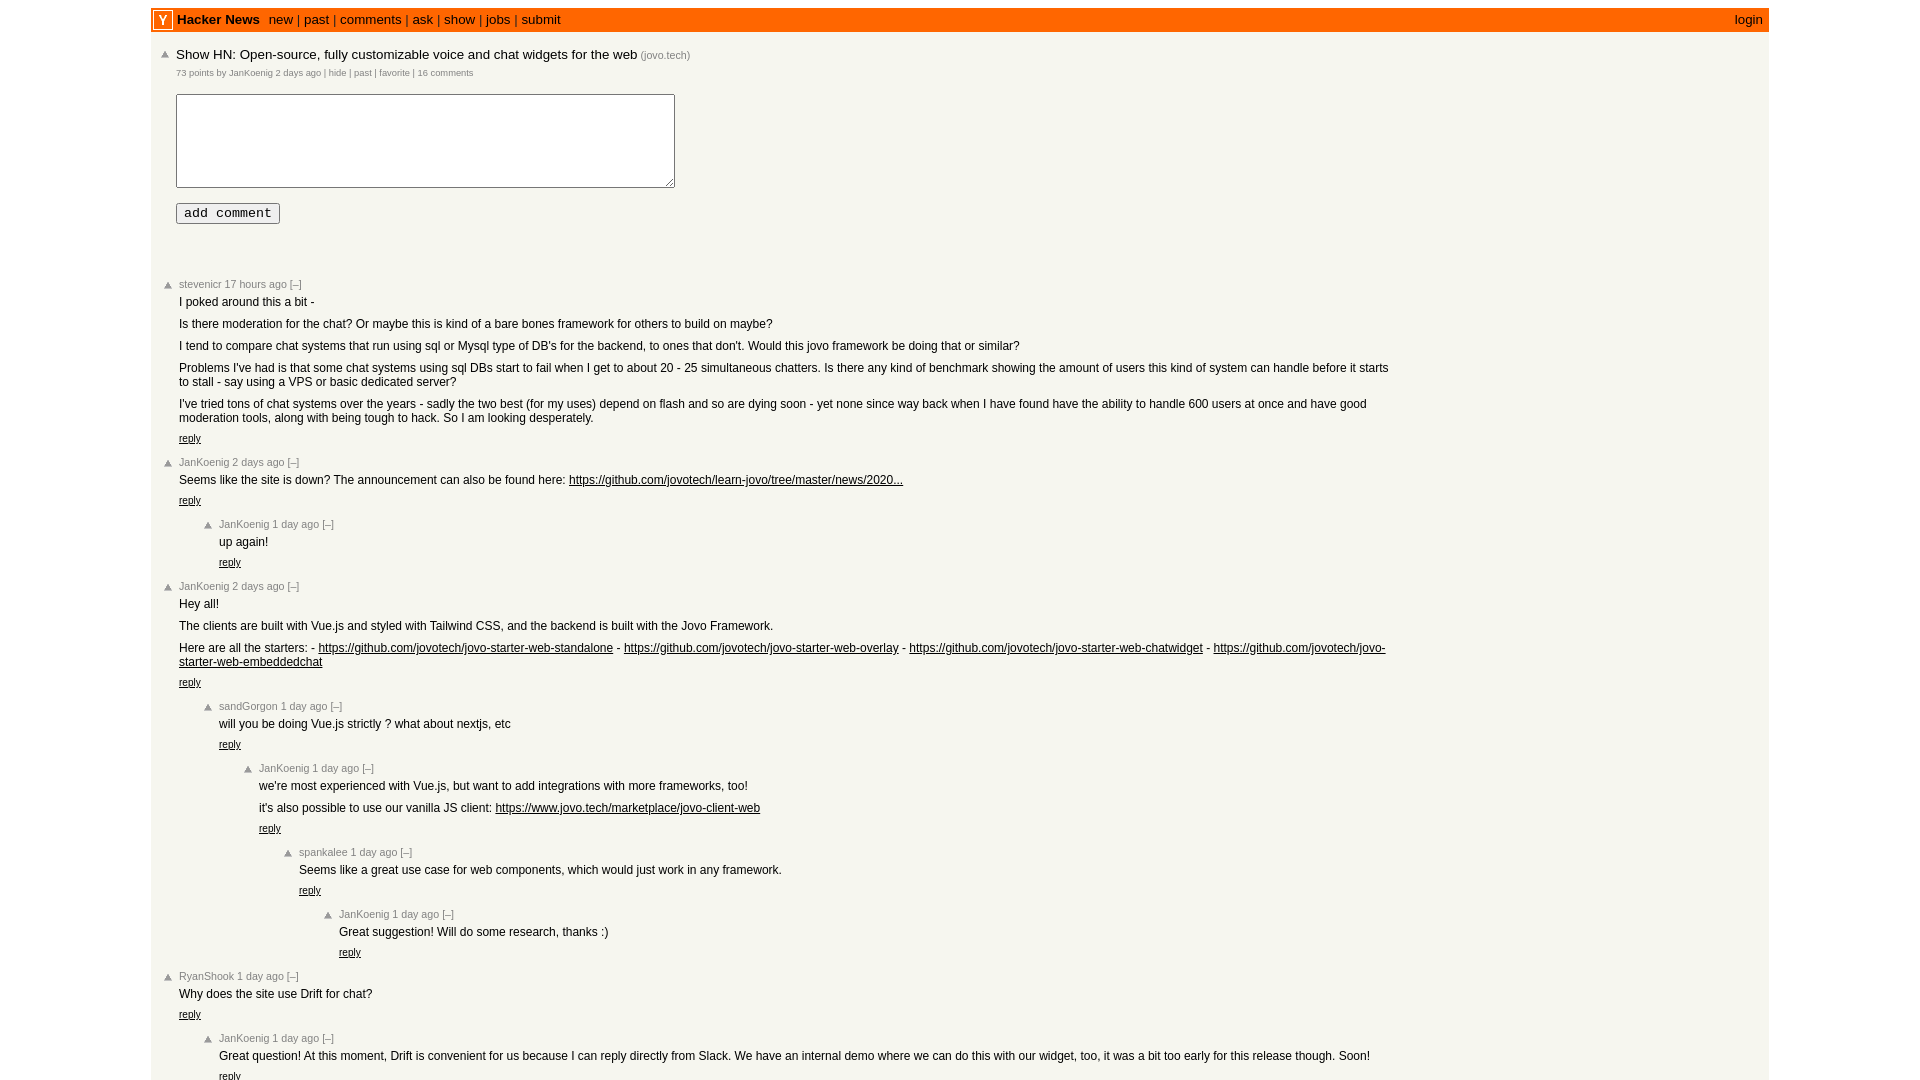 Y Hacker News new | past | comments | ask | show | jobs | submit login
Show HN: Open-source, fully customizable voice and chat widgets for the web (jovo.tech)
73 points by JanKoenig 2 days ago | hide | past | favorite | 16 comments
add comment
stevenicr 17 hours ago [–]
I poked around this a bit -
Is there moderation for the chat? Or maybe this is kind of a bare bones framework for others to build on maybe?
I tend to compare chat systems that run using sql or Mysql type of DB's for the backend, to ones that don't. Would this jovo framework be doing that or similar?
Problems I've had is that some chat systems using sql DBs start to fail when I get to about 20 - 25 simultaneous chatters. Is there any kind of benchmark showing the amount of users this kind of system can handle before it starts
to stall - say using a VPS or basic dedicated server?
I've tried tons of chat systems over the years - sadly the two best (for my uses) depend on flash and so are dying soon - yet none since way back when I have found have the ability to handle 600 users at once and have good
moderation tools, along with being tough to hack. So I am looking desperately.
reply
JanKoenig 2 days ago [–]
Seems like the site is down? The announcement can also be found here: https://github.com/jovotech/learn-jovo/tree/master/news/2020...
reply
JanKoenig 1 day ago [–]
up again!
reply
JanKoenig 2 days ago [–]
Hey all!
The clients are built with Vue.js and styled with Tailwind CSS, and the backend is built with the Jovo Framework.
Here are all the starters: - https://github.com/jovotech/jovo-starter-web-standalone - https://github.com/jovotech/jovo-starter-web-overlay - https://github.com/jovotech/jovo-starter-web-chatwidget - https://github.com/jovotech/jovo-
starter-web-embeddedchat
reply
sandGorgon 1 day ago [–]
will you be doing Vue.js strictly ? what about nextjs, etc
reply
JanKoenig 1 day ago [–]
we're most experienced with Vue.js, but want to add integrations with more frameworks, too!
it's also possible to use our vanilla JS client: https://www.jovo.tech/marketplace/jovo-client-web
reply
spankalee 1 day ago [–]
Seems like a great use case for web components, which would just work in any framework.
reply
JanKoenig 1 day ago [–]
Great suggestion! Will do some research, thanks :)
reply
RyanShook 1 day ago [–]
Why does the site use Drift for chat?
reply
JanKoenig 1 day ago [–]
Great question! At this moment, Drift is convenient for us because I can reply directly from Slack. We have an internal demo where we can do this with our widget, too, it was a bit too early for this release though. Soon!
reply